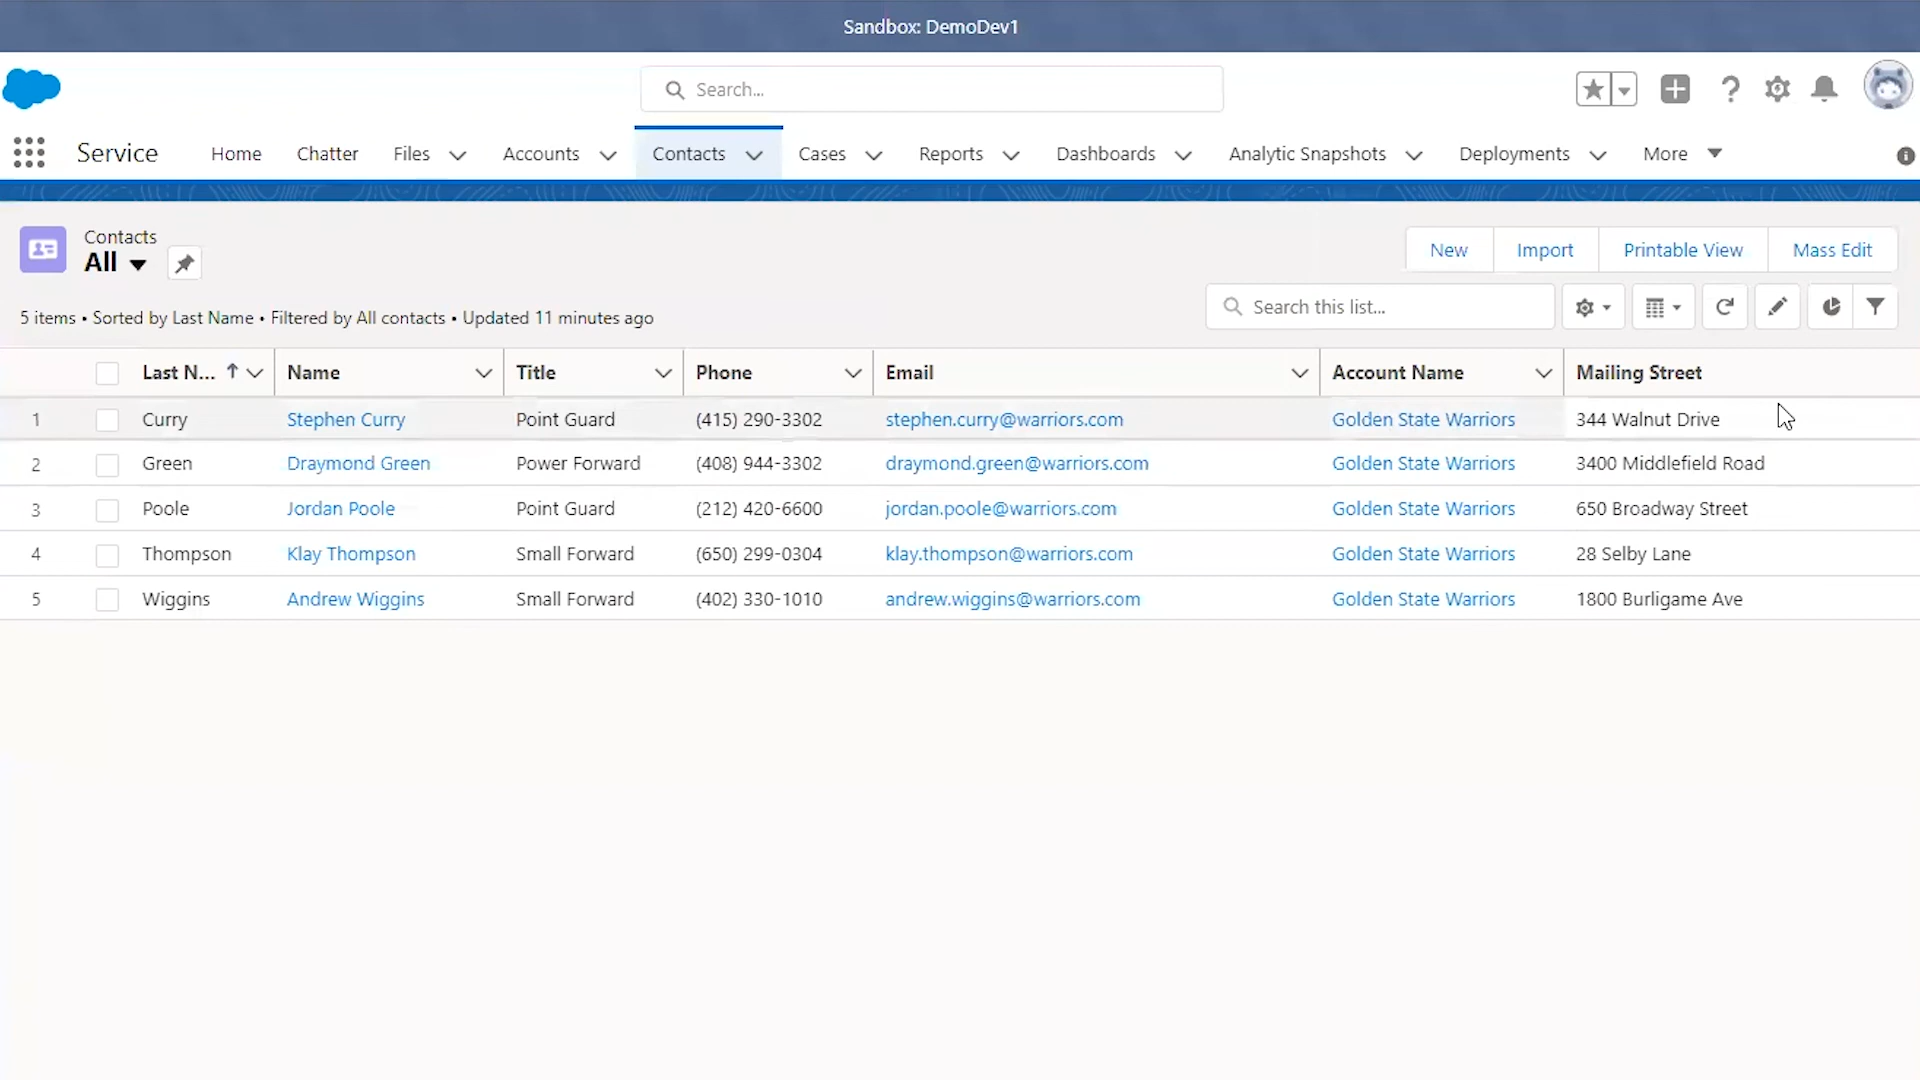 Sandbox: DemoDev1
Search...
Service Home Chatter Files Accounts Contacts Cases Reports Dashboards Analytic Snapshots Deployments More
Contacts
All
New Import Printable View Mass Edit
5 items • Sorted by Last Name • Filtered by All contacts • Updated 11 minutes ago
Search this list...
Last N... Name Title Phone Email Account Name Mailing Street
1 Curry Stephen Curry Point Guard (415) 290-3302 stephen.curry@warriors.com Golden State Warriors 344 Walnut Drive
2 Green Draymond Green Power Forward (408) 944-3302 draymond.green@warriors.com Golden State Warriors 3400 Middlefield Road
3 Poole Jordan Poole Point Guard (212) 420-6600 jordan.poole@warriors.com Golden State Warriors 650 Broadway Street
4 Thompson Klay Thompson Small Forward (650) 299-0304 klay.thompson@warriors.com Golden State Warriors 28 Selby Lane
5 Wiggins Andrew Wiggins Small Forward (402) 330-1010 andrew.wiggins@warriors.com Golden State Warriors 1800 Burligame Ave